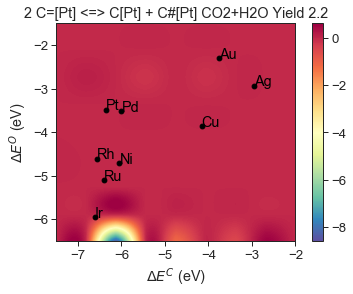 2 C=[Pt] <=> C[Pt] + C#[Pt] CO2+H2O Yield 2.2
Au
Ag
Pt
Pd
Cu
Rh
Ni
Ru
Ir
−2
−3
−4
−5
−6
ΔE^O (eV)
−7
−6
−5
−4
−3
−2
ΔE^C (eV)
0
−2
−4
−6
−8